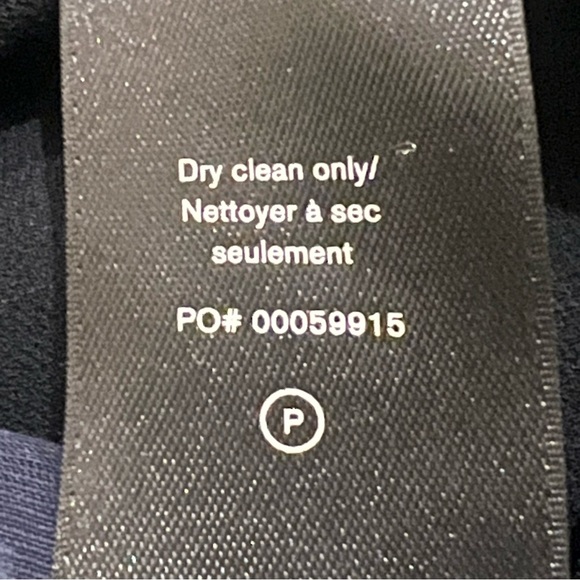 Dry clean only/
Nettoyer à sec
seulement
PO# 00059915
P